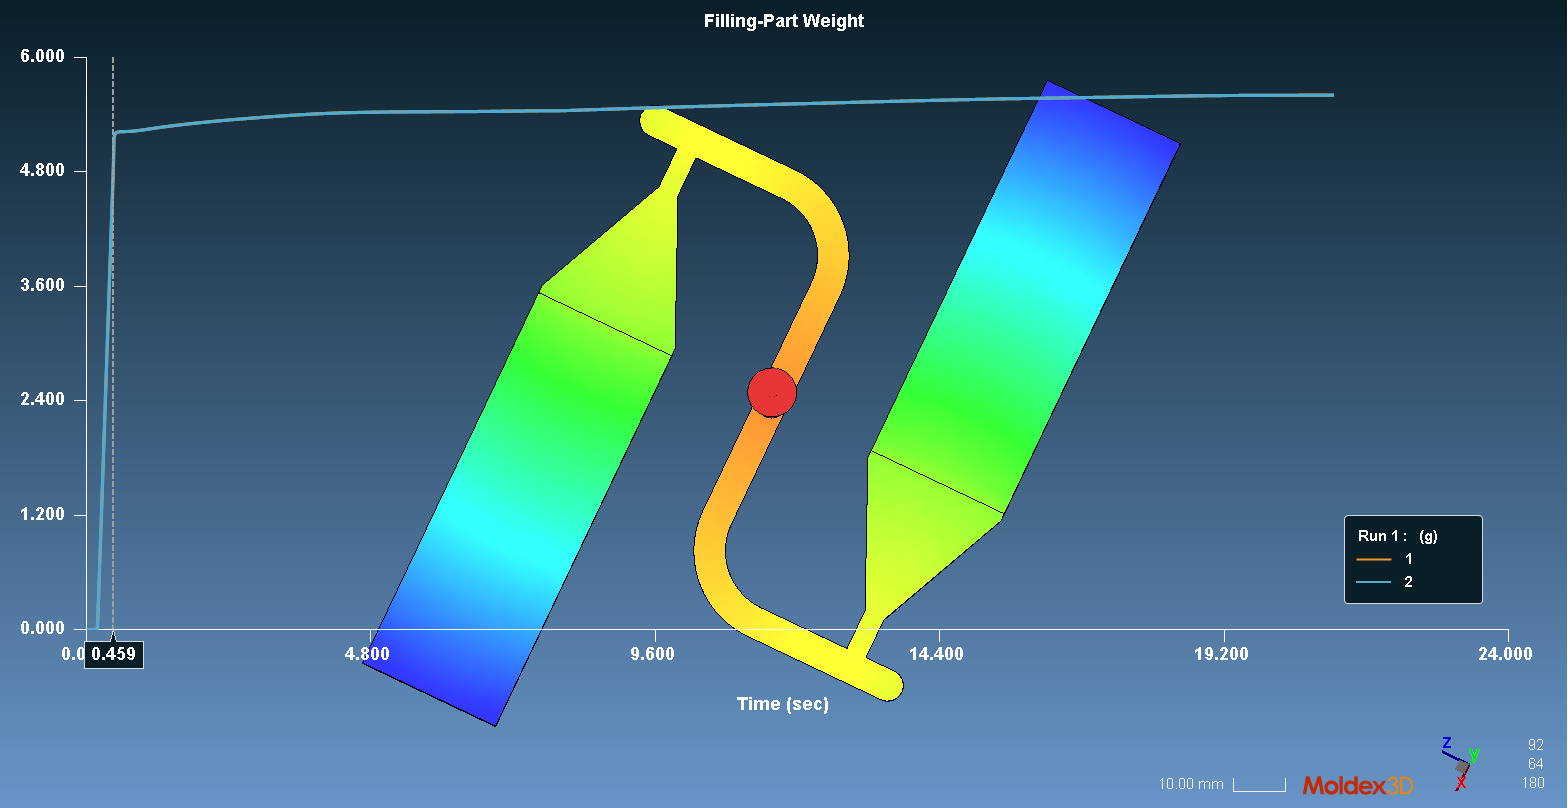 Filling-Part Weight
6.000
4.800
3.600
2.400
1.200
0.000
Run 1 : (g)
1
2
0.0
0.459
4.800
9.600
14.400
19.200
24.000
Time (sec)
Z
Y
X
92
64
180
10.00 mm
Moldex3D